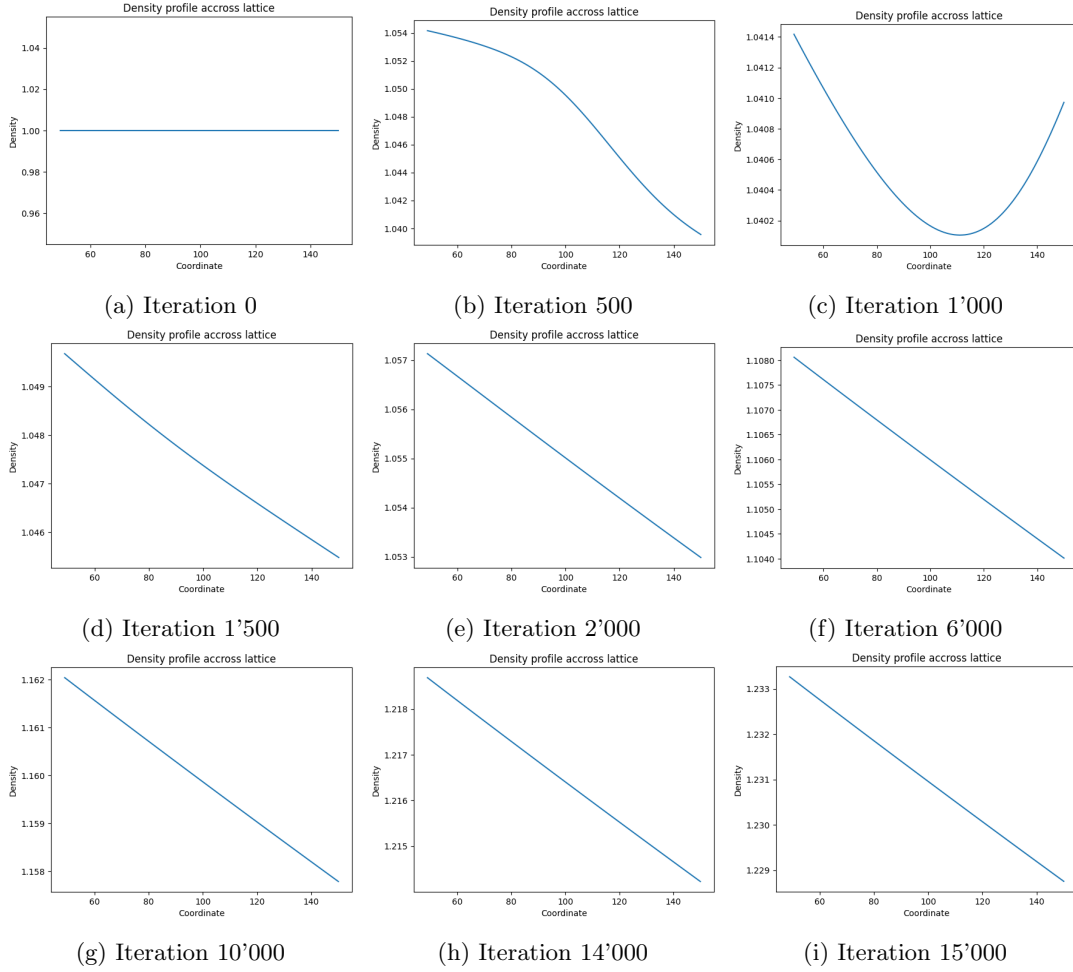 Density profile accross lattice
Density profile accross lattice
Density profile accross lattice
1.04
1.02
1.00
0.98
0.96
Density
60 80 100 120 140
Coordinate
1.054
1.052
1.050
1.048
1.046
1.044
1.042
1.040
Density
60 80 100 120 140
Coordinate
1.0414
1.0412
1.0410
1.0408
1.0406
1.0404
1.0402
Density
60 80 100 120 140
Coordinate
(a) Iteration 0
(b) Iteration 500
(c) Iteration 1'000
Density profile accross lattice
Density profile accross lattice
Density profile accross lattice
1.049
1.048
1.047
1.046
Density
60 80 100 120 140
Coordinate
1.057
1.056
1.055
1.054
1.053
Density
60 80 100 120 140
Coordinate
1.1080
1.1075
1.1070
1.1065
1.1060
1.1055
1.1050
1.1045
1.1040
Density
60 80 100 120 140
Coordinate
(d) Iteration 1'500
(e) Iteration 2'000
(f) Iteration 6'000
Density profile accross lattice
Density profile accross lattice
Density profile accross lattice
1.162
1.161
1.160
1.159
1.158
Density
60 80 100 120 140
Coordinate
1.218
1.217
1.216
1.215
Density
60 80 100 120 140
Coordinate
1.233
1.232
1.231
1.230
1.229
Density
60 80 100 120 140
Coordinate
(g) Iteration 10'000
(h) Iteration 14'000
(i) Iteration 15'000